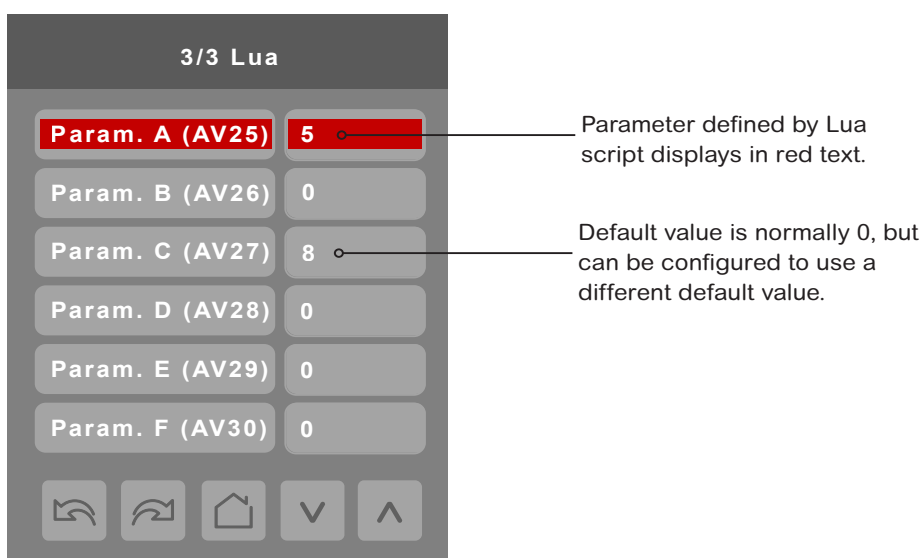 3/3 Lua
Param. A (AV25) 5
Parameter defined by Lua
script displays in red text.
Param. B (AV26) 0
Param. C (AV27) 8
Default value is normally 0, but
can be configured to use a
different default value.
Param. D (AV28) 0
Param. E (AV29) 0
Param. F (AV30) 0